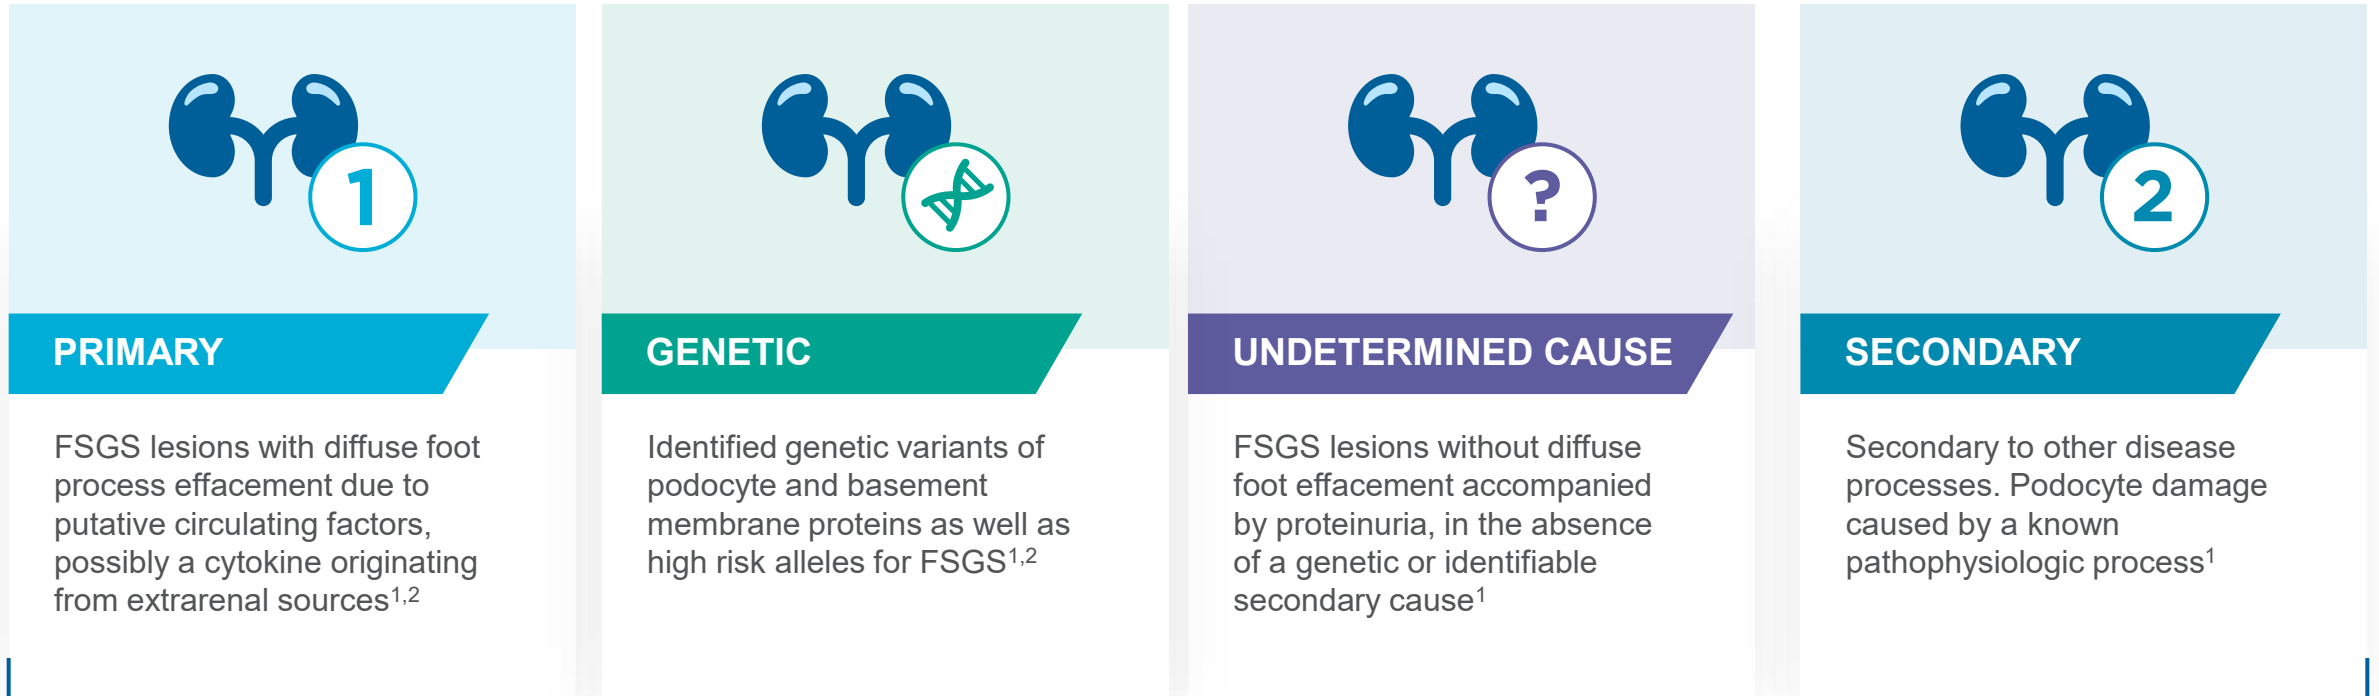 1
?
2
PRIMARY
FSGS lesions with diffuse foot
process effacement due to
putative circulating factors,
possibly a cytokine originating
from extrarenal sources1,2
GENETIC
Identified genetic variants of
podocyte and basement
membrane proteins as well as
high risk alleles for FSGS1,2
UNDETERMINED CAUSE
FSGS lesions without diffuse
foot effacement accompanied
by proteinuria, in the absence
of a genetic or identifiable
secondary cause1
SECONDARY
Secondary to other disease
processes. Podocyte damage
caused by a known
pathophysiologic process1